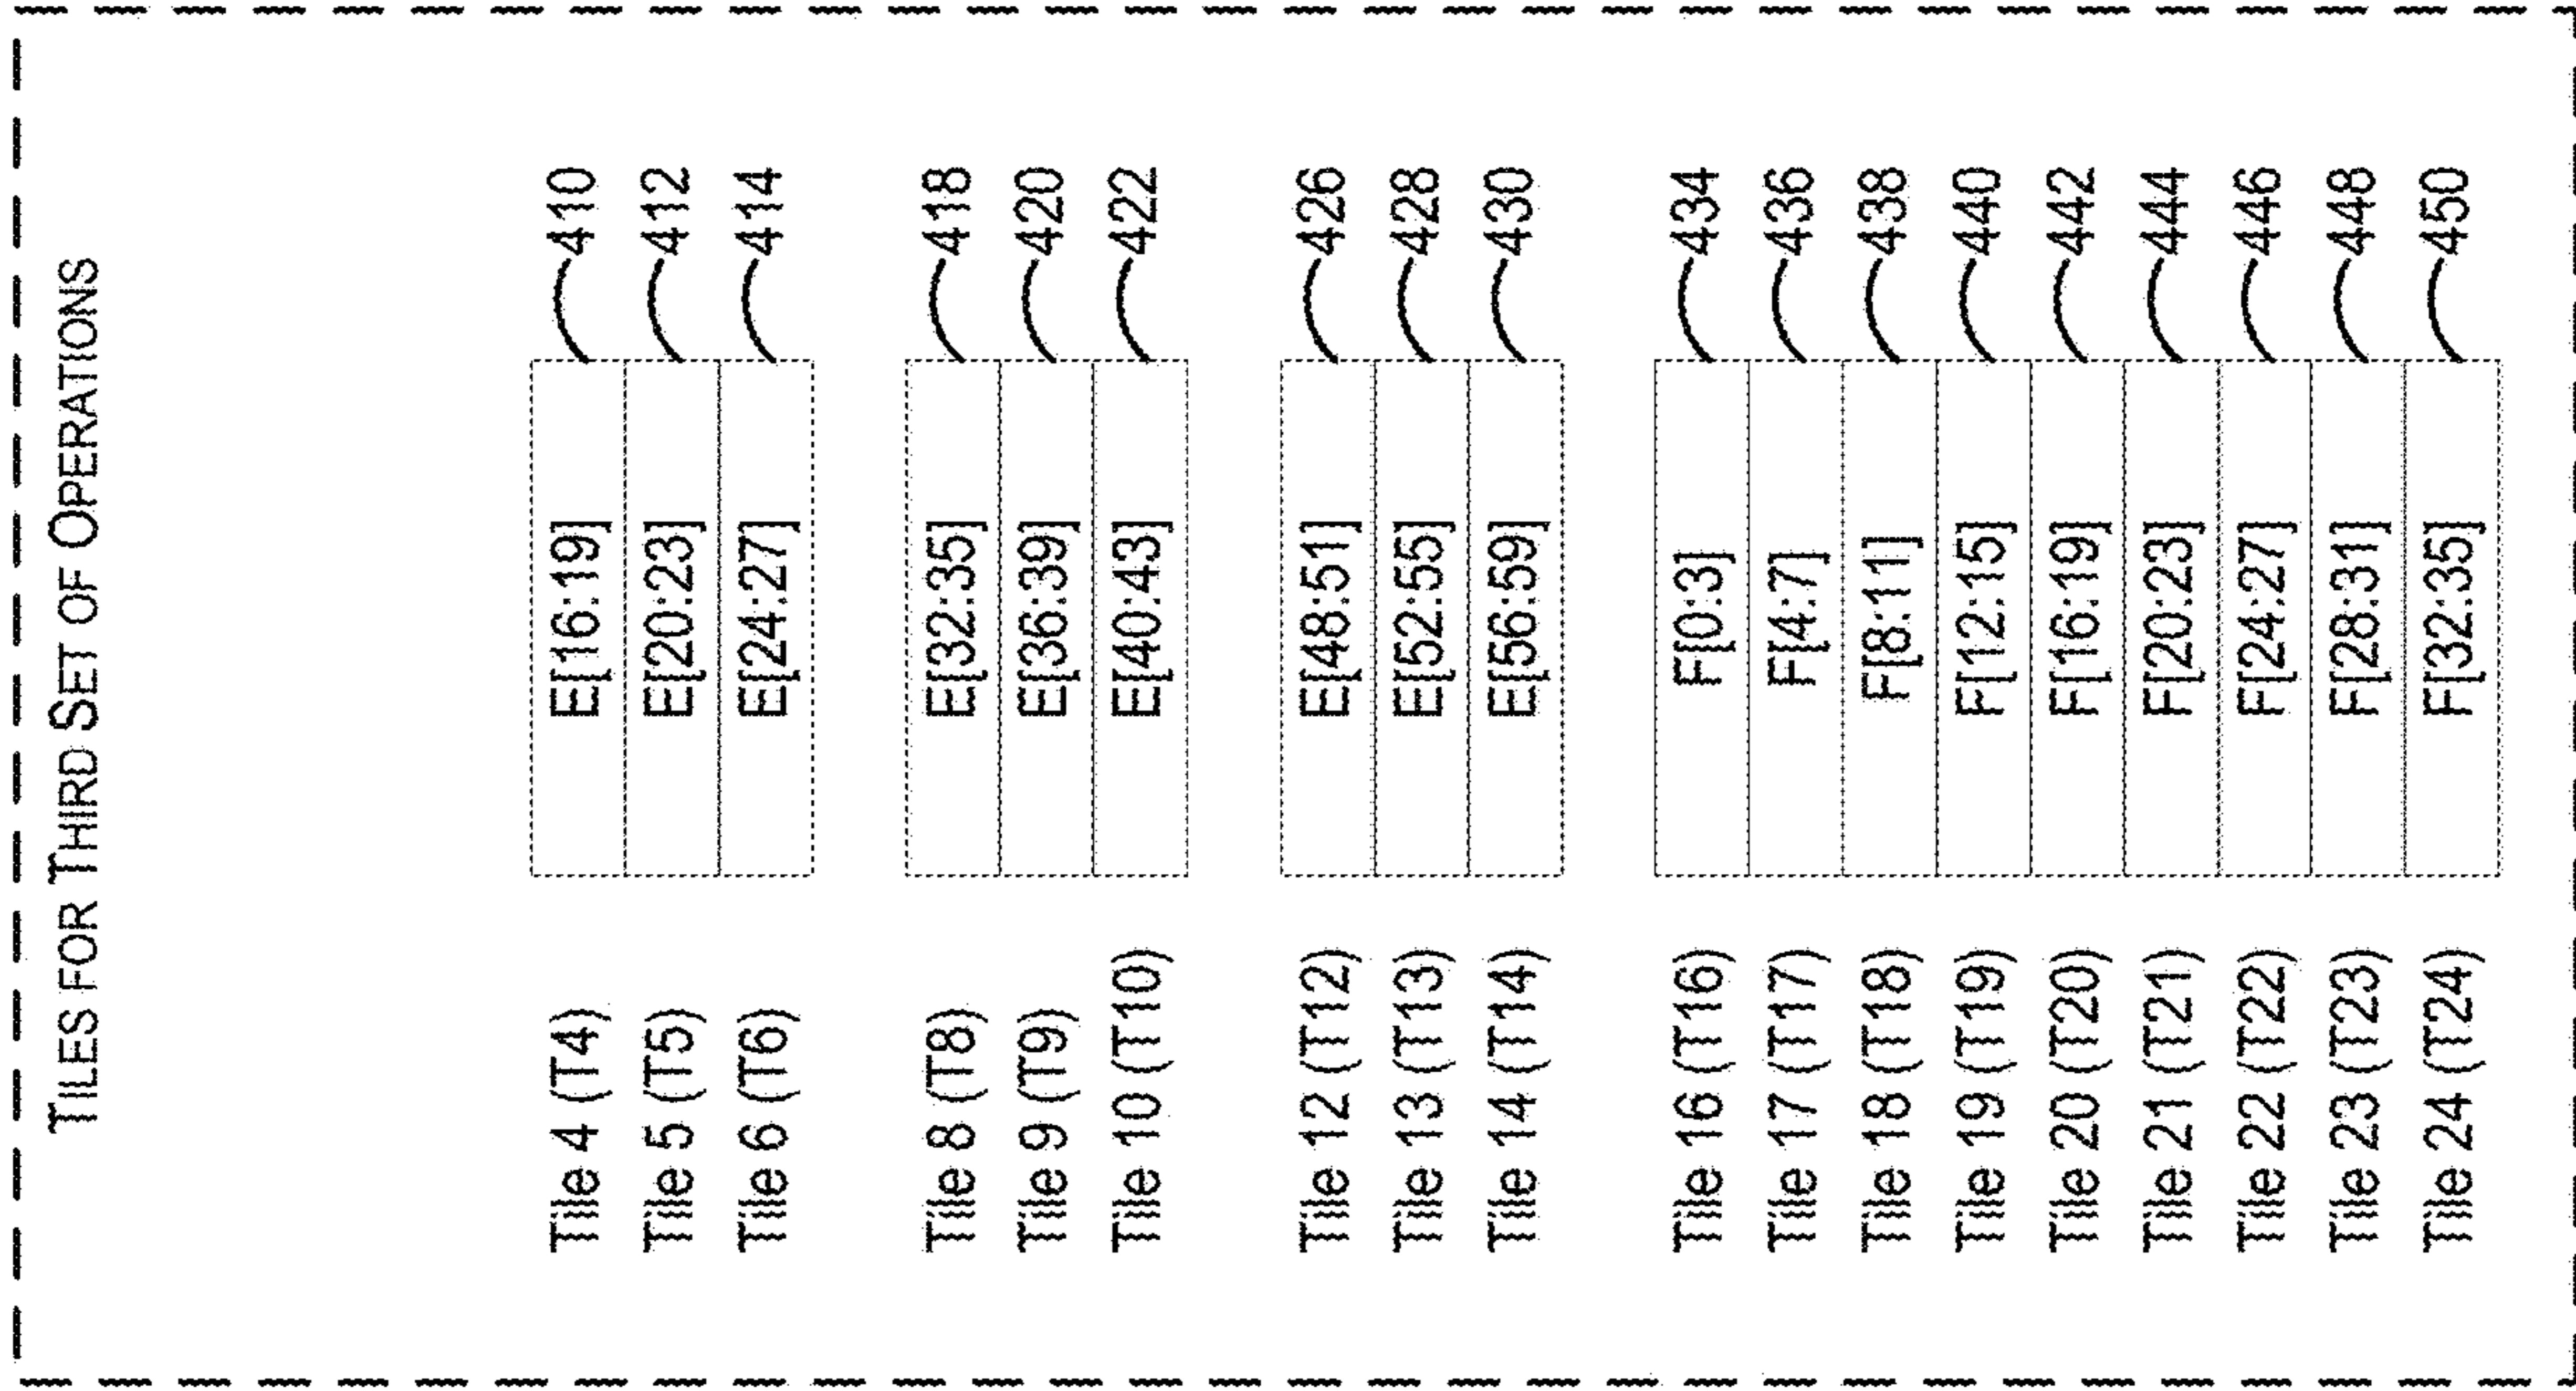 TILES FOR THIRD SET OF OPERATIONS
Tile 4 (T4) E[16:19] 410
Tile 5 (T5) E[20:23] 412
Tile 6 (T6) E[24:27] 414
Tile 8 (T8) E[32:35] 418
Tile 9 (T9) E[36:39] 420
Tile 10 (T10) E[40:43] 422
Tile 12 (T12) E[48:51] 426
Tile 13 (T13) E[52:55] 428
Tile 14 (T14) E[56:59] 430
Tile 16 (T16) F[0:3] 434
Tile 17 (T17) F[4:7] 436
Tile 18 (T18) F[8:11] 438
Tile 19 (T19) F[12:15] 440
Tile 20 (T20) F[16:19] 442
Tile 21 (T21) F[20:23] 444
Tile 22 (T22) F[24:27] 446
Tile 23 (T23) F[28:31] 448
Tile 24 (T24) F[32:35] 450